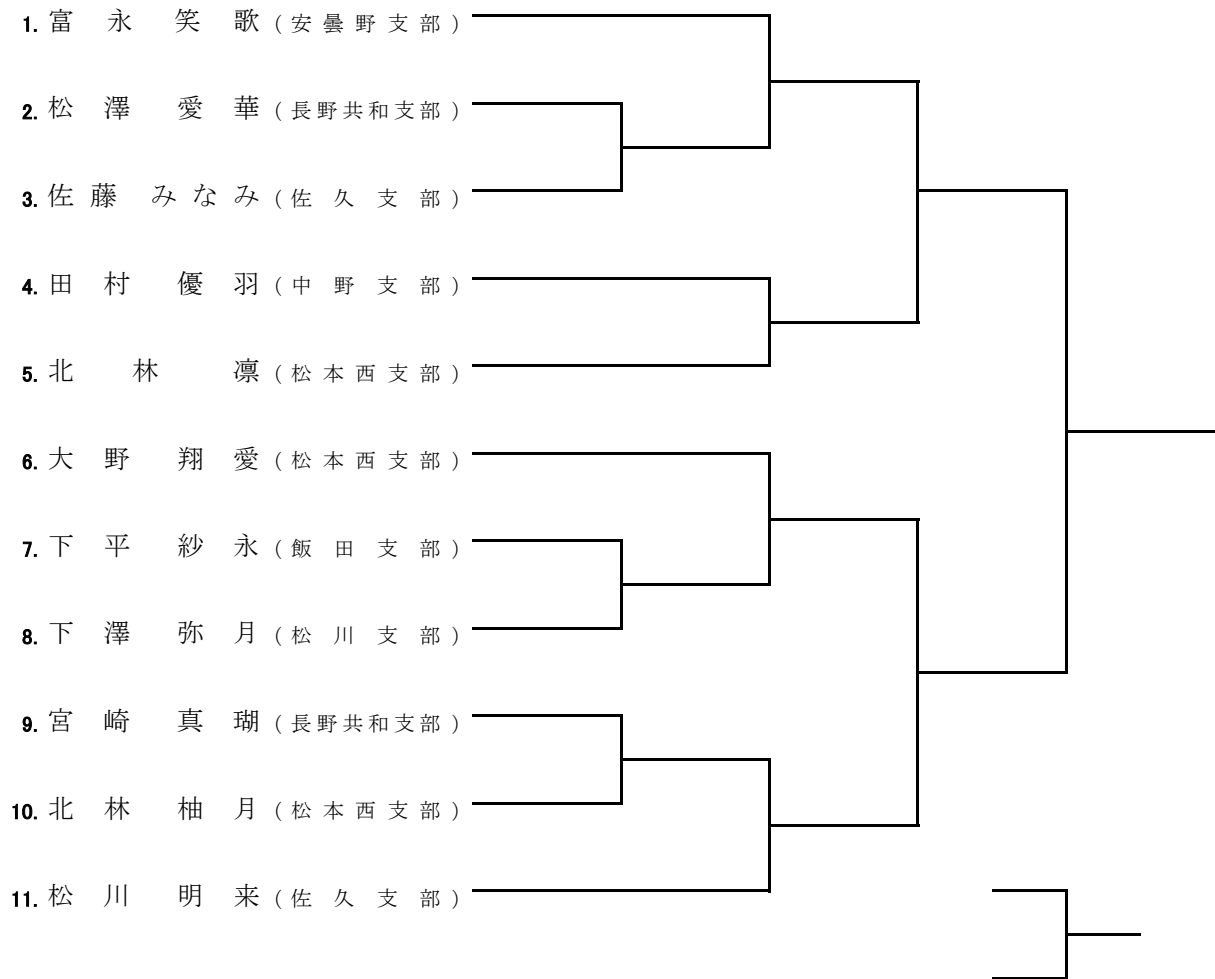 1. 富永 笑歌 (安曇野支部)
2. 松澤 愛華 (長野共和支部)
3. 佐藤 みなみ (佐久支部)
4. 田村 優羽 (中野支部)
5. 北林 凛 (松本西支部)
6. 大野 翔愛 (松本西支部)
7. 下平 紗永 (飯田支部)
8. 下澤 弥月 (松川支部)
9. 宮崎 真瑚 (長野共和支部)
10. 北林 柚月 (松本西支部)
11. 松川 明来 (佐久支部)